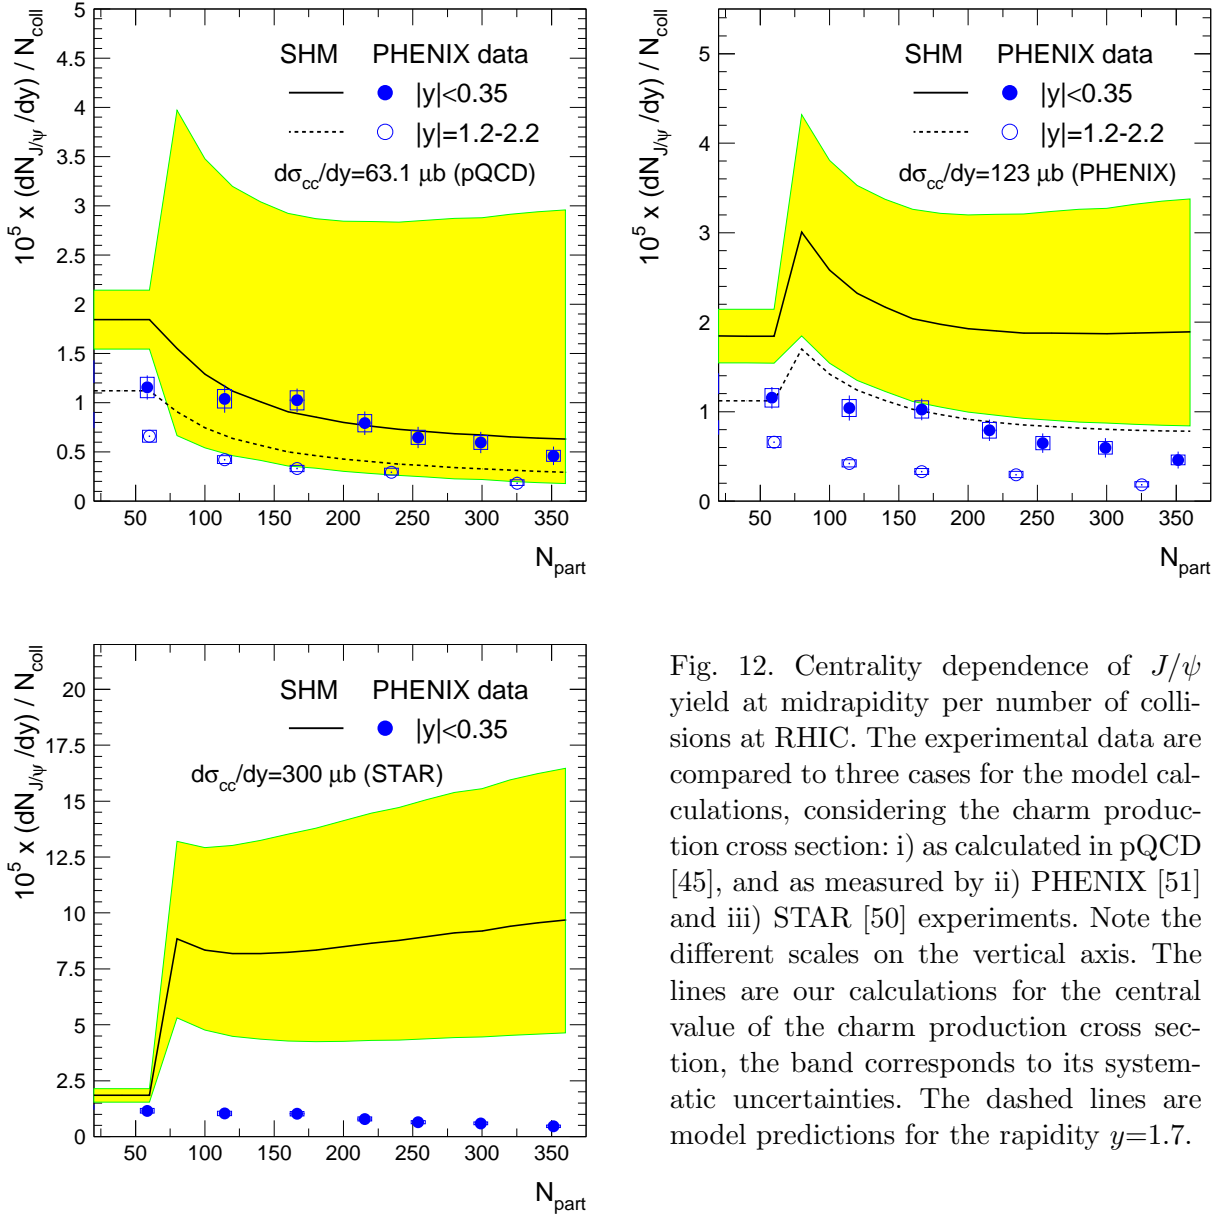 10⁵ x (dN_J/ψ /dy) / N_coll
5
4.5
4
3.5
3
2.5
2
1.5
1
0.5
0
SHM PHENIX data
|y|<0.35
|y|=1.2-2.2
dσ_cc/dy=63.1 μb (pQCD)
50 100 150 200 250 300 350
N_part
10⁵ x (dN_J/ψ /dy) / N_coll
5
4
3
2
1
0
SHM PHENIX data
|y|<0.35
|y|=1.2-2.2
dσ_cc/dy=123 μb (PHENIX)
50 100 150 200 250 300 350
N_part
10⁵ x (dN_J/ψ /dy) / N_coll
20
17.5
15
12.5
10
7.5
5
2.5
0
SHM PHENIX data
|y|<0.35
dσ_cc/dy=300 μb (STAR)
50 100 150 200 250 300 350
N_part
Fig. 12. Centrality dependence of J/ψ
yield at midrapidity per number of colli-
sions at RHIC. The experimental data are
compared to three cases for the model cal-
culations, considering the charm produc-
tion cross section: i) as calculated in pQCD
[45], and as measured by ii) PHENIX [51]
and iii) STAR [50] experiments. Note the
different scales on the vertical axis. The
lines are our calculations for the central
value of the charm production cross sec-
tion, the band corresponds to its system-
atic uncertainties. The dashed lines are
model predictions for the rapidity y=1.7.